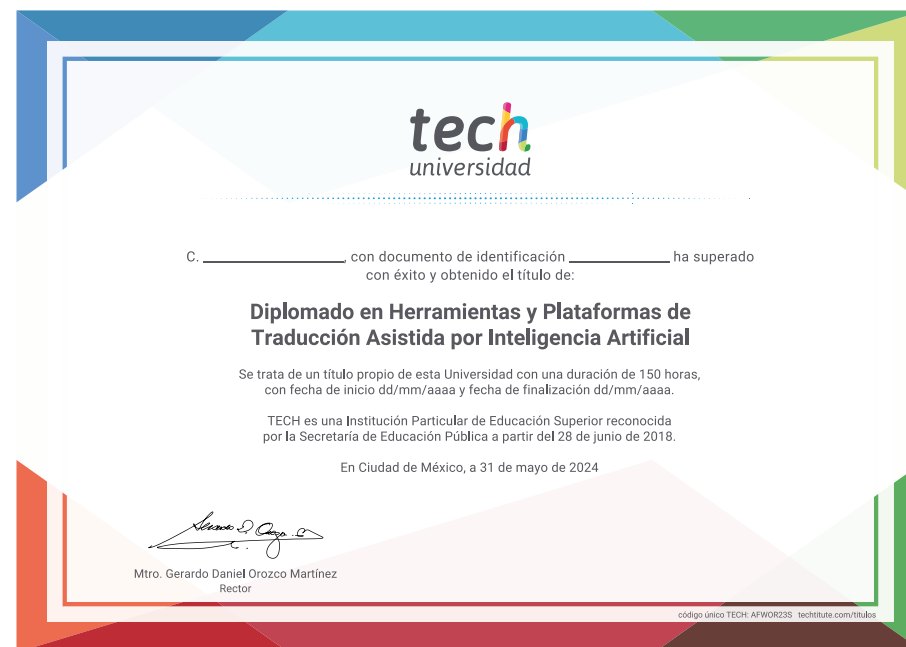 tech
universidad
C. ____________________, con documento de identificación ______________ ha superado
con éxito y obtenido el título de:
Diplomado en Herramientas y Plataformas de
Traducción Asistida por Inteligencia Artificial
Se trata de un título propio de esta Universidad con una duración de 150 horas,
con fecha de inicio dd/mm/aaaa y fecha de finalización dd/mm/aaaa.
TECH es una Institución Particular de Educación Superior reconocida
por la Secretaría de Educación Pública a partir del 28 de junio de 2018.
En Ciudad de México, a 31 de mayo de 2024
Mtro. Gerardo Daniel Orozco Martínez
Rector
código único TECH: AFWOR23S techtitute.com/titulos